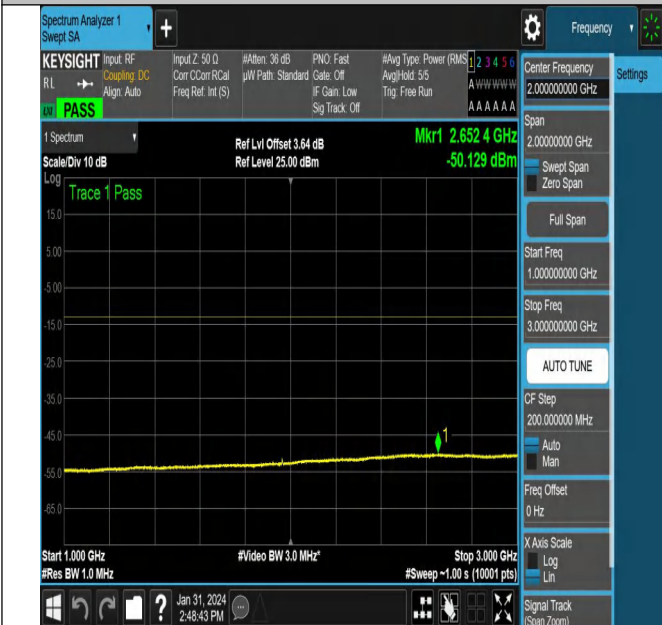 Spectrum Analyzer 1
Swept SA
+
Frequency
KEYSIGHT
RL
PASS
Input: RF
Coupling: DC
Align: Auto
Input Z: 50 Ω
Corr CCorr RCal
Freq Ref: Int (S)
#Atten: 36 dB
µW Path: Standard
PNO: Fast
Gate: Off
IF Gain: Low
Sig Track: Off
#Avg Type: Power (RMS
Avg|Hold: 5/5
Trig: Free Run
1 2 3 4 5 6
A W W W W W
A A A A A A
1 Spectrum
Scale/Div 10 dB
Log
Ref Lvl Offset 3.64 dB
Ref Level 25.00 dBm
Mkr1 2.652 4 GHz
-50.129 dBm
Trace 1 Pass
15.0
5.00
-5.00
-15.0
-25.0
-35.0
-45.0
-55.0
-65.0
1
Start 1.000 GHz
#Res BW 1.0 MHz
#Video BW 3.0 MHz*
Stop 3.000 GHz
#Sweep ~1.00 s (10001 pts)
?
Jan 31, 2024
2:48:43 PM
Center Frequency
2.000000000 GHz
Settings
Span
2.00000000 GHz
Swept Span
Zero Span
Full Span
Start Freq
1.000000000 GHz
Stop Freq
3.000000000 GHz
AUTO TUNE
CF Step
200.000000 MHz
Auto
Man
Freq Offset
0 Hz
X Axis Scale
Log
Lin
Signal Track
(Span Zoom)